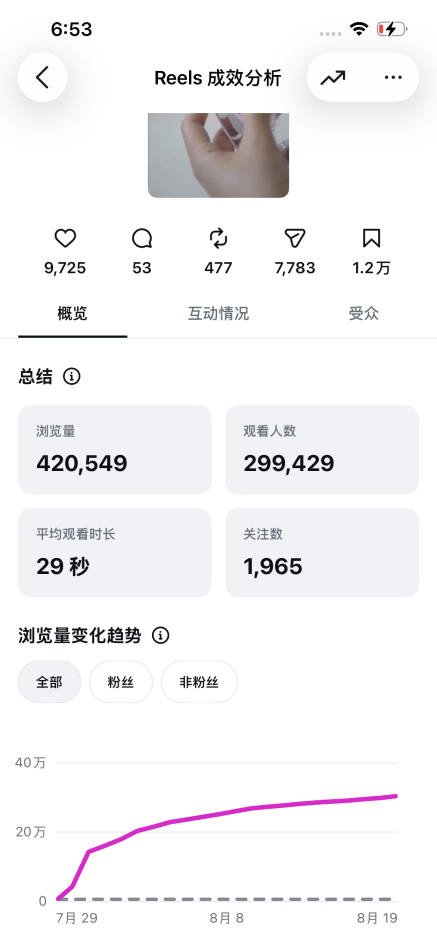 6:53
Reels 成效分析
9,725 53 477 7,783 1.2万
概览 互动情况 受众
总结
浏览量 观看人数
420,549 299,429
平均观看时长 关注数
29 秒 1,965
浏览量变化趋势
全部 粉丝 非粉丝
40万
20万
0
7月 29 8月 8 8月 19